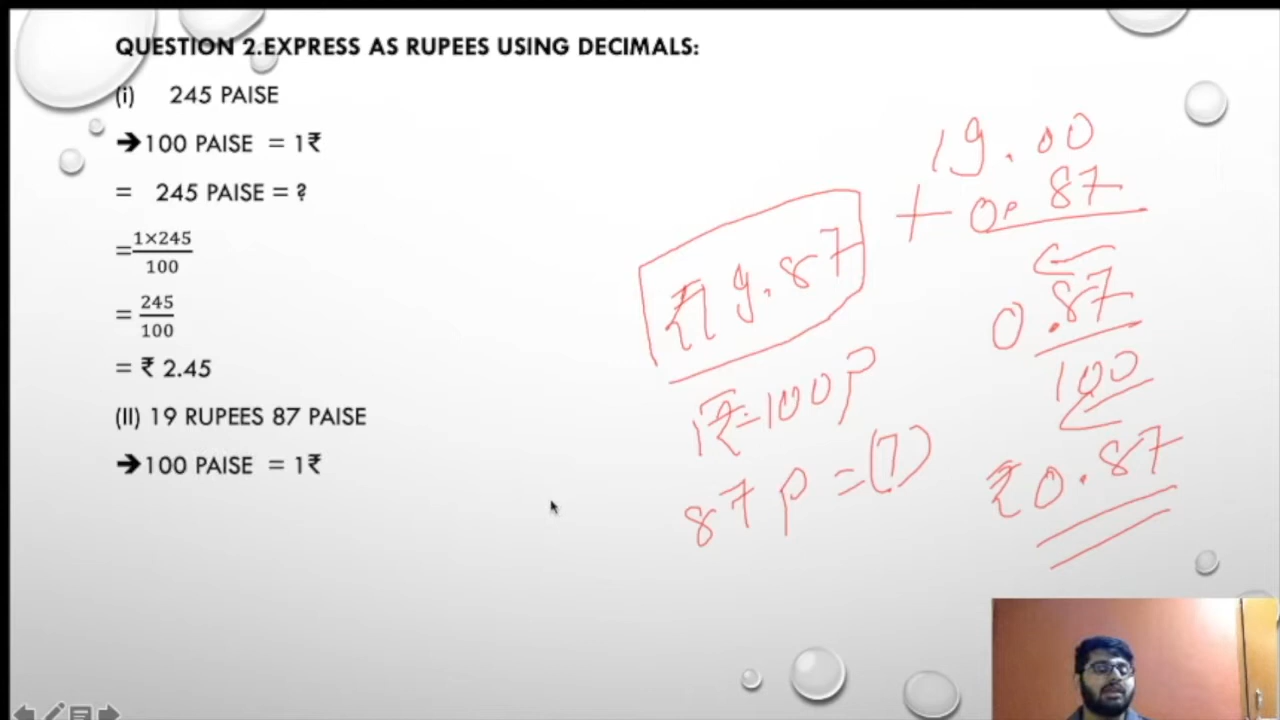 QUESTION 2.EXPRESS AS RUPEES USING DECIMALS:
(i) 245 PAISE
➔100 PAISE = 1₹
= 245 PAISE = ?
=1×245/100
= 245/100
= ₹ 2.45
(II) 19 RUPEES 87 PAISE
➔100 PAISE = 1₹
19.00
+ 0.87
₹19.87
0.87
100
1₹=100P
87 P = (?)
₹0.87